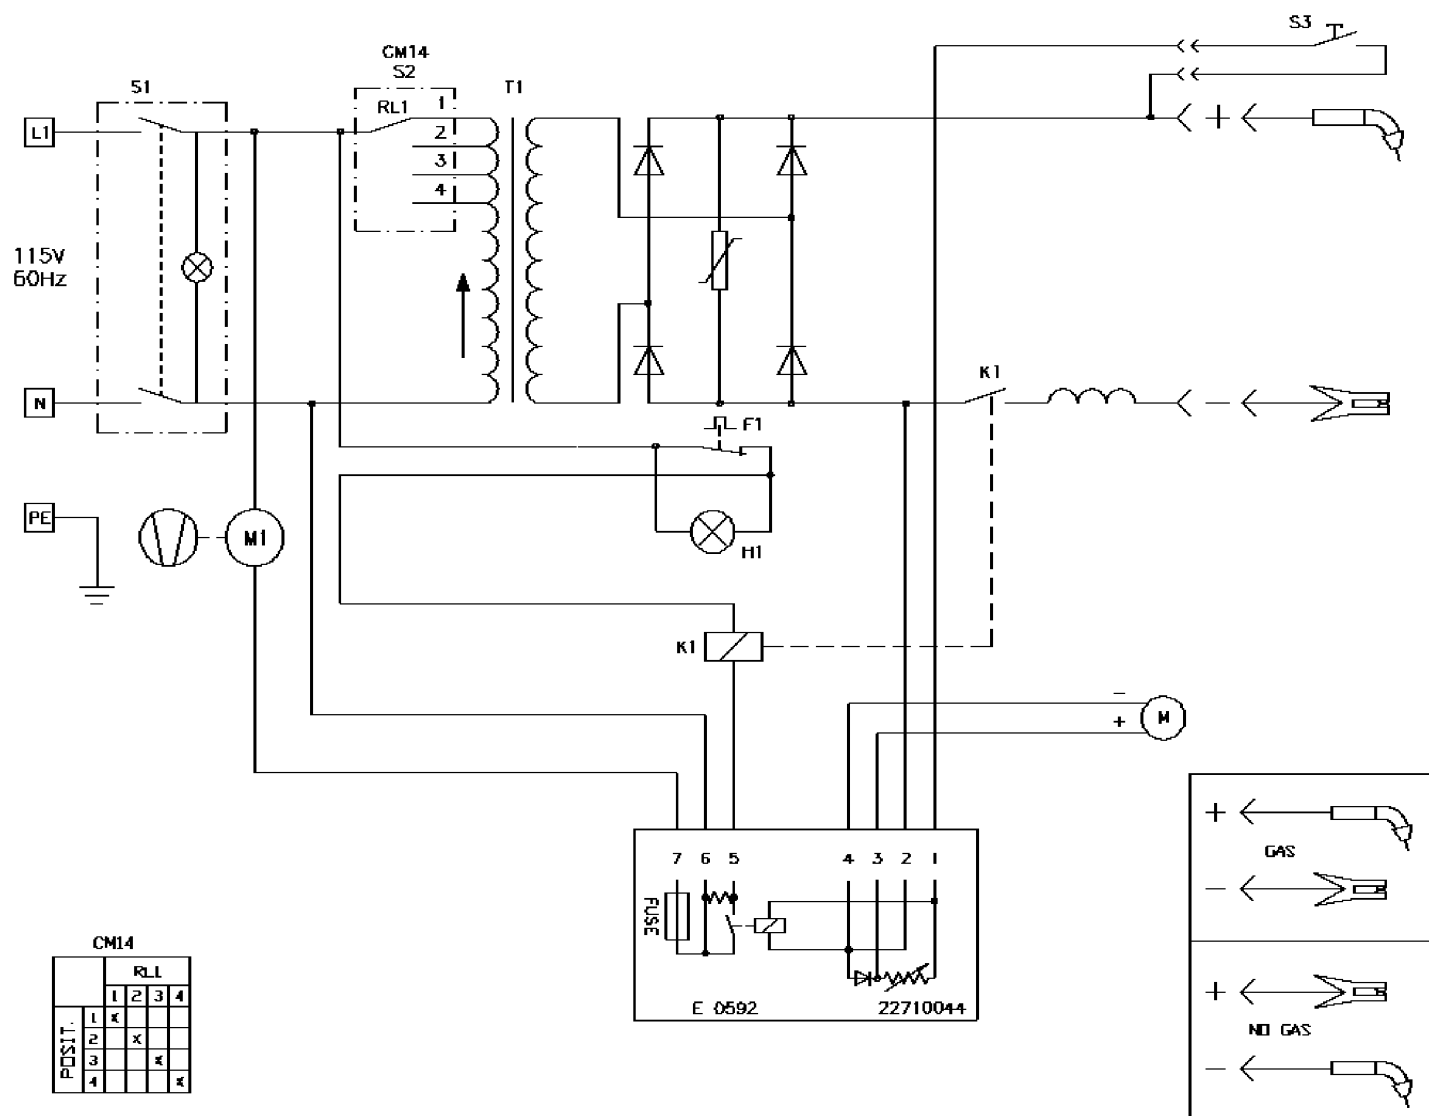 S3
CM14
S2
S1
T1
RL1
1
2
3
4
L1
+
115V
60Hz
K1
N
−
F1
PE
M1
H1
K1
−
+
M
+
GAS
−
7 6 5 4 3 2 1
FUSE
CM14
RL1
1 2 3 4
POSIT.
1 x
2 x
3 x
4 x
E 0592
22710044
+
NO GAS
−